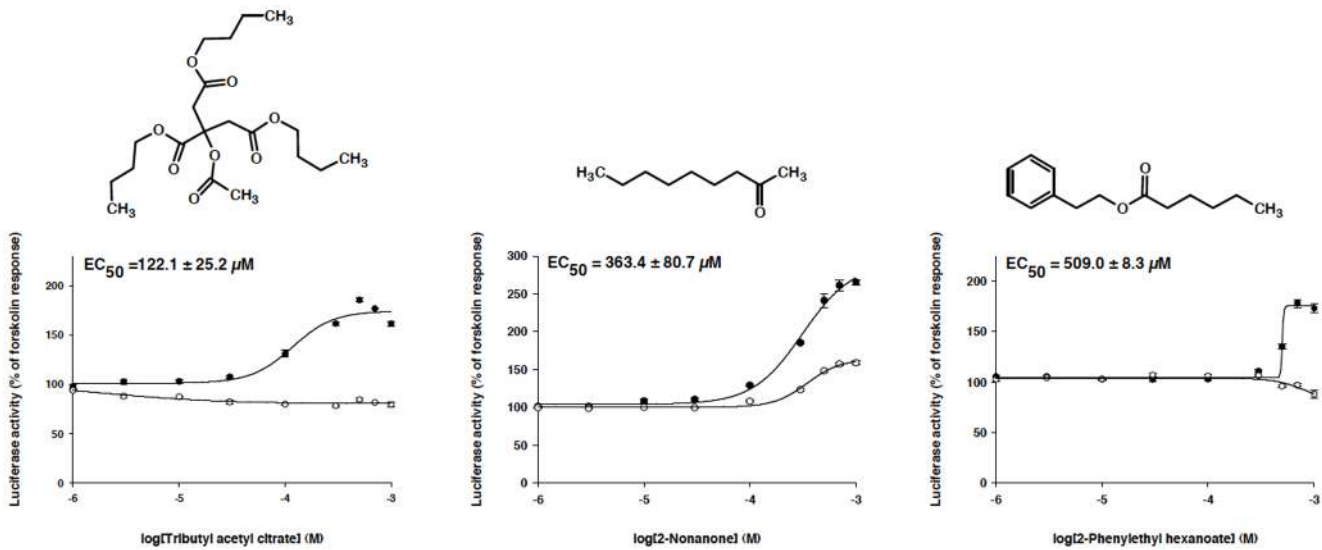 CH₃
O
O
O
O
O
O
CH₃
O
O
CH₃
CH₃
H₃C
CH₃
O
O
O
CH₃
Luciferase activity (% of forskolin response)
EC50 =122.1 ± 25.2 µM
200
150
100
50
0
-6
-5
-4
-3
log[Tributyl acetyl citrate] (M)
Luciferase activity (% of forskolin response)
EC50 = 363.4 ± 80.7 µM
300
250
200
150
100
50
0
-6
-5
-4
-3
log[2-Nonanone] (M)
Luciferase activity (% of forskolin response)
EC50 = 509.0 ± 8.3 µM
200
150
100
50
0
-6
-5
-4
-3
log[2-Phenylethyl hexanoate] (M)